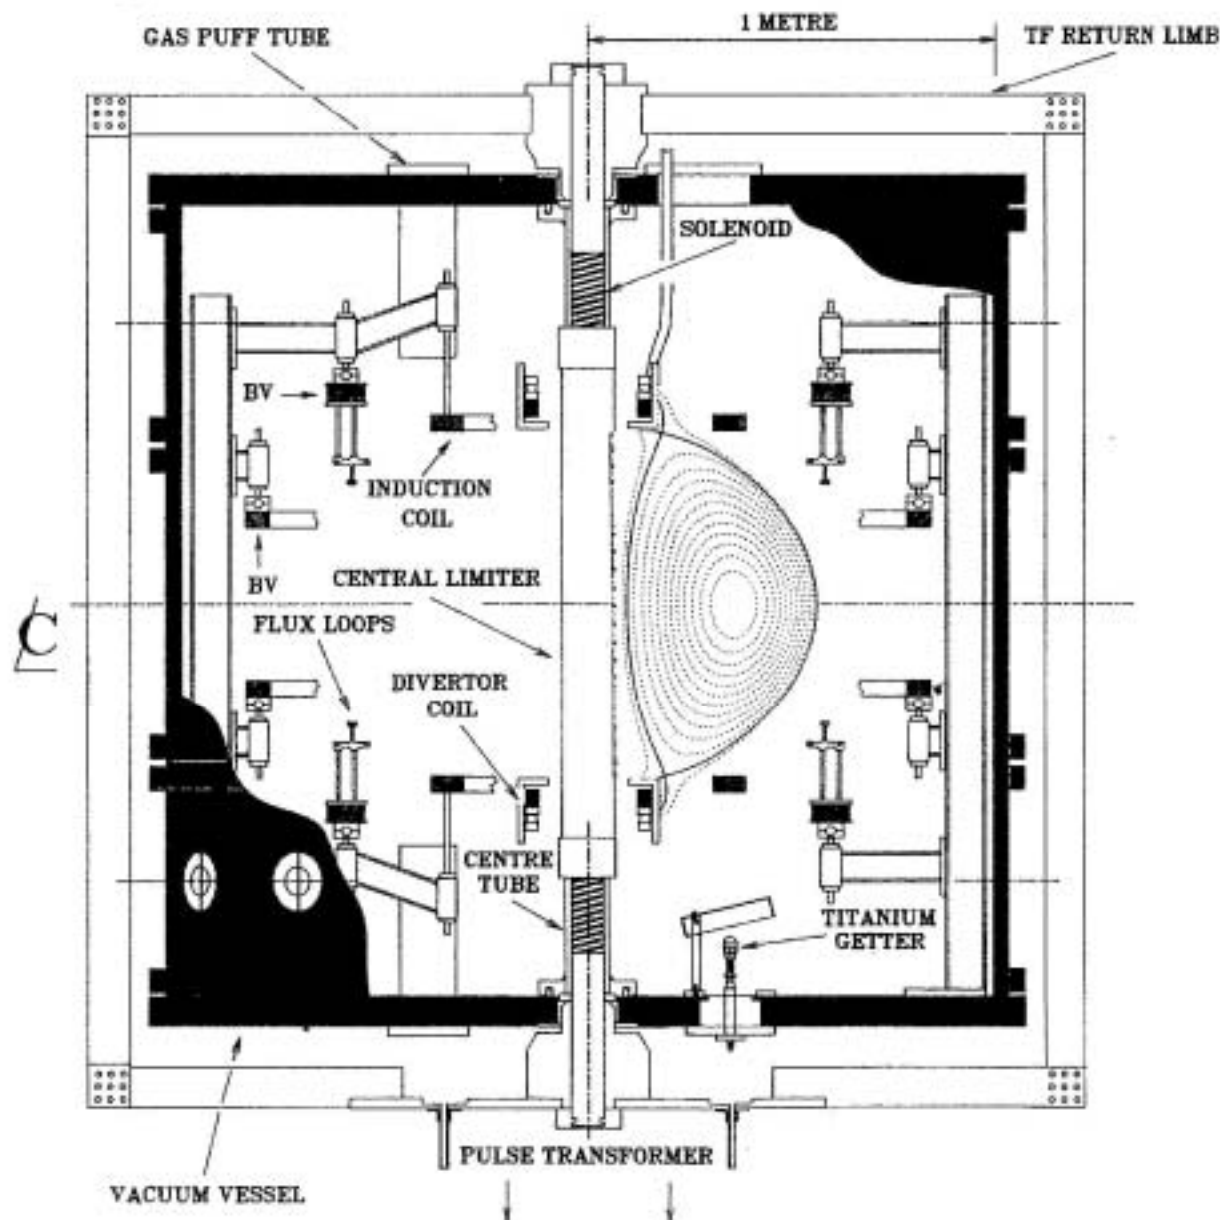 1 METRE
GAS PUFF TUBE
TF RETURN LIMB
SOLENOID
BV
INDUCTION
COIL
BV
CENTRAL LIMITER
FLUX LOOPS
C
DIVERTOR
COIL
CENTRE
TUBE
TITANIUM
GETTER
PULSE TRANSFORMER
VACUUM VESSEL